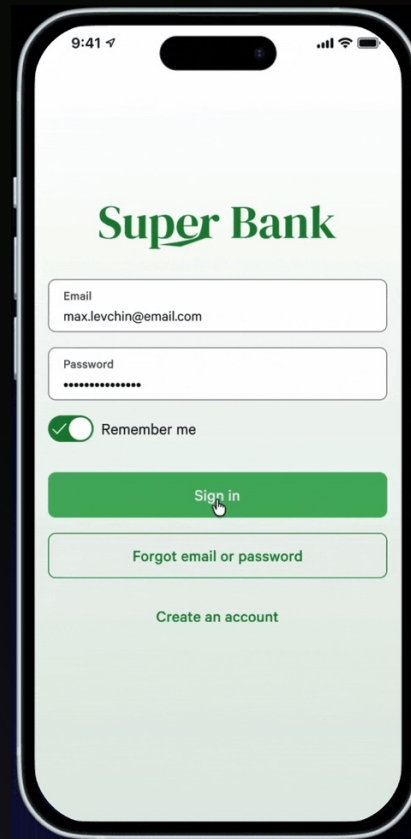 9:41
Super Bank
Email
max.levchin@email.com
Password
•••••••••••••••
Remember me
Sign in
Forgot email or password
Create an account